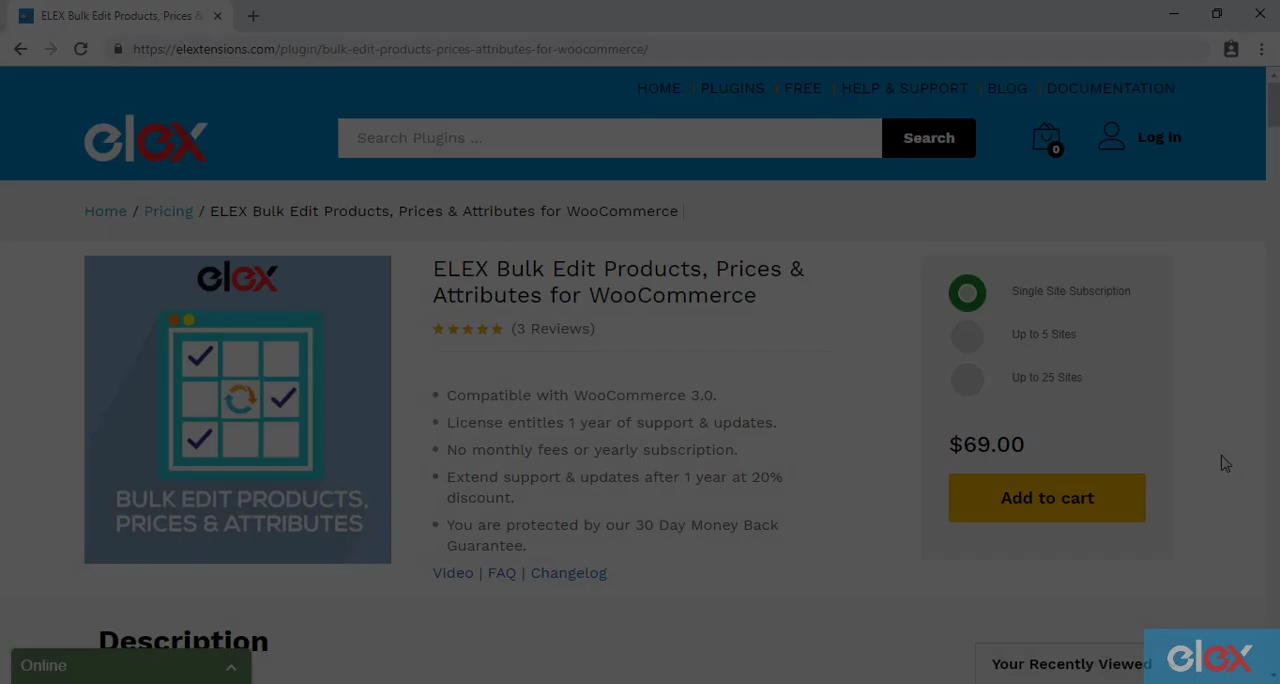 ELEX Bulk Edit Products, Prices &
https://elextensions.com/plugin/bulk-edit-products-prices-attributes-for-woocommerce/
HOME | PLUGINS | FREE | HELP & SUPPORT | BLOG | DOCUMENTATION
elex
Search Plugins ...
Search
0
Log in
Home / Pricing / ELEX Bulk Edit Products, Prices & Attributes for WooCommerce
elex
BULK EDIT PRODUCTS,
PRICES & ATTRIBUTES
ELEX Bulk Edit Products, Prices &
Attributes for WooCommerce
(3 Reviews)
• Compatible with WooCommerce 3.0.
• License entities 1 year of support & updates.
• No monthly fees or yearly subscription.
• Extend support & updates after 1 year at 20%
discount.
• You are protected by our 30 Day Money Back
Guarantee.
Video | FAQ | Changelog
Single Site Subscription
Up to 5 Sites
Up to 25 Sites
$69.00
Add to cart
Description
Online
Your Recently Viewed
elex